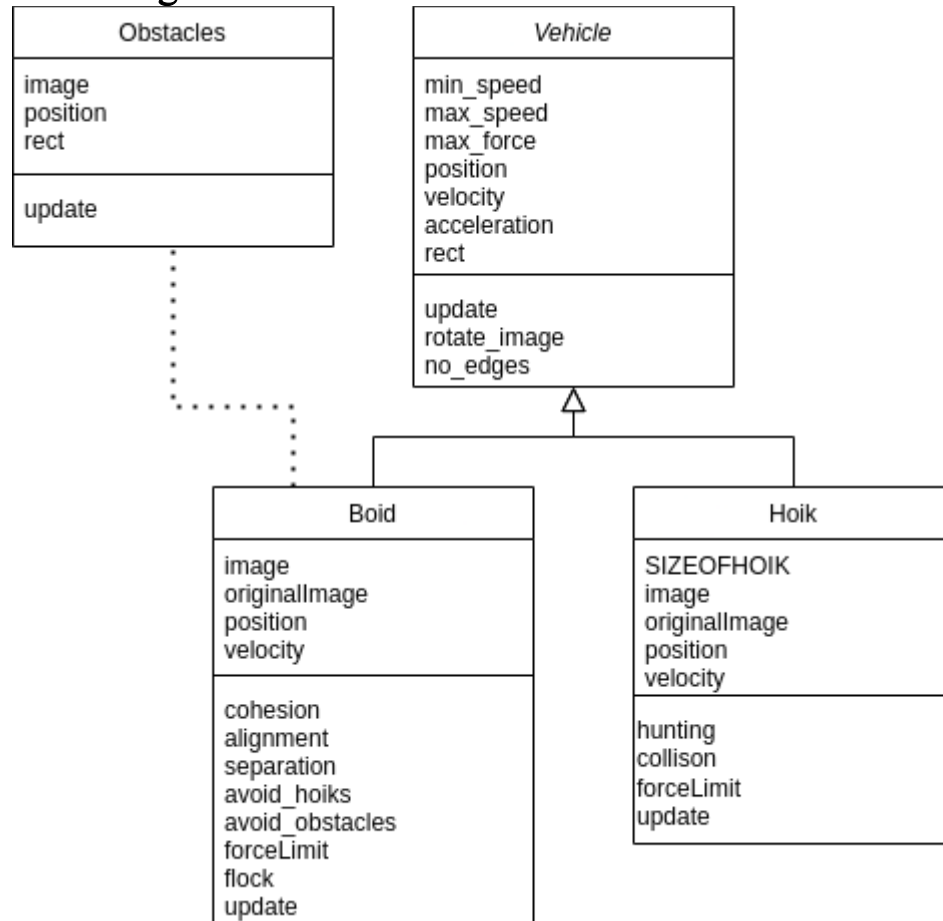 Obstacles
image
position
rect
update
Vehicle
min_speed
max_speed
max_force
position
velocity
acceleration
rect
update
rotate_image
no_edges
Boid
image
originalImage
position
velocity
cohesion
alignment
separation
avoid_hoiks
avoid_obstacles
forceLimit
flock
update
Hoik
SIZEOFHOIK
image
originalImage
position
velocity
hunting
collison
forceLimit
update